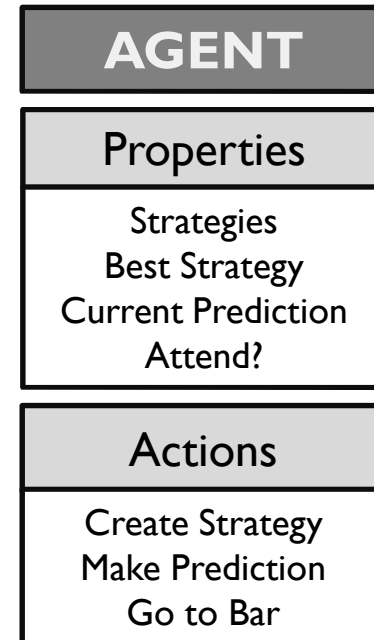 AGENT
Properties
Strategies
Best Strategy
Current Prediction
Attend?
Actions
Create Strategy
Make Prediction
Go to Bar